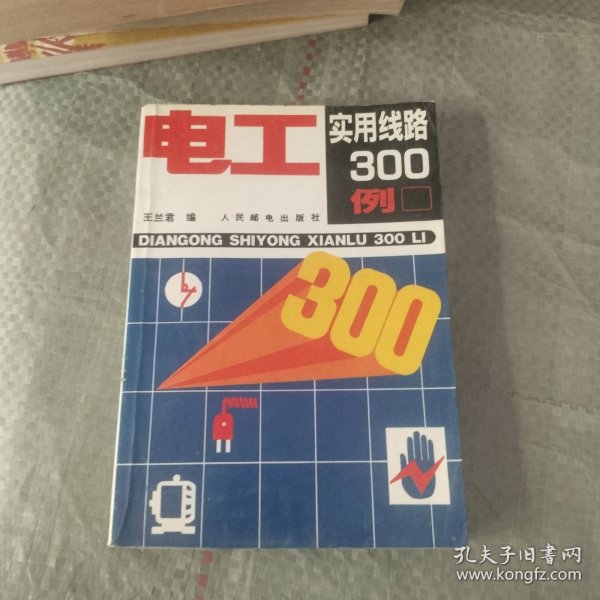 电工
实用线路
300
例
王兰君 编 人民邮电出版社
DIANGONG SHIYONG XIANLU 300 LI
300
孔夫子旧书网
www.kongfz.com